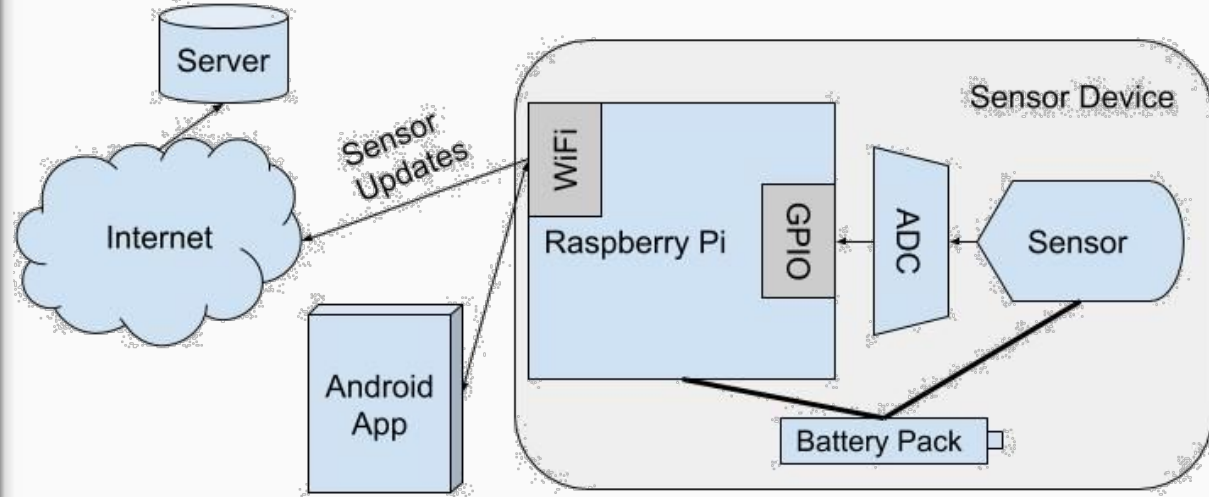 Server
Sensor Device
Sensor
Updates
WiFi
Internet
Raspberry Pi
GPIO
ADC
Sensor
Android
App
Battery Pack